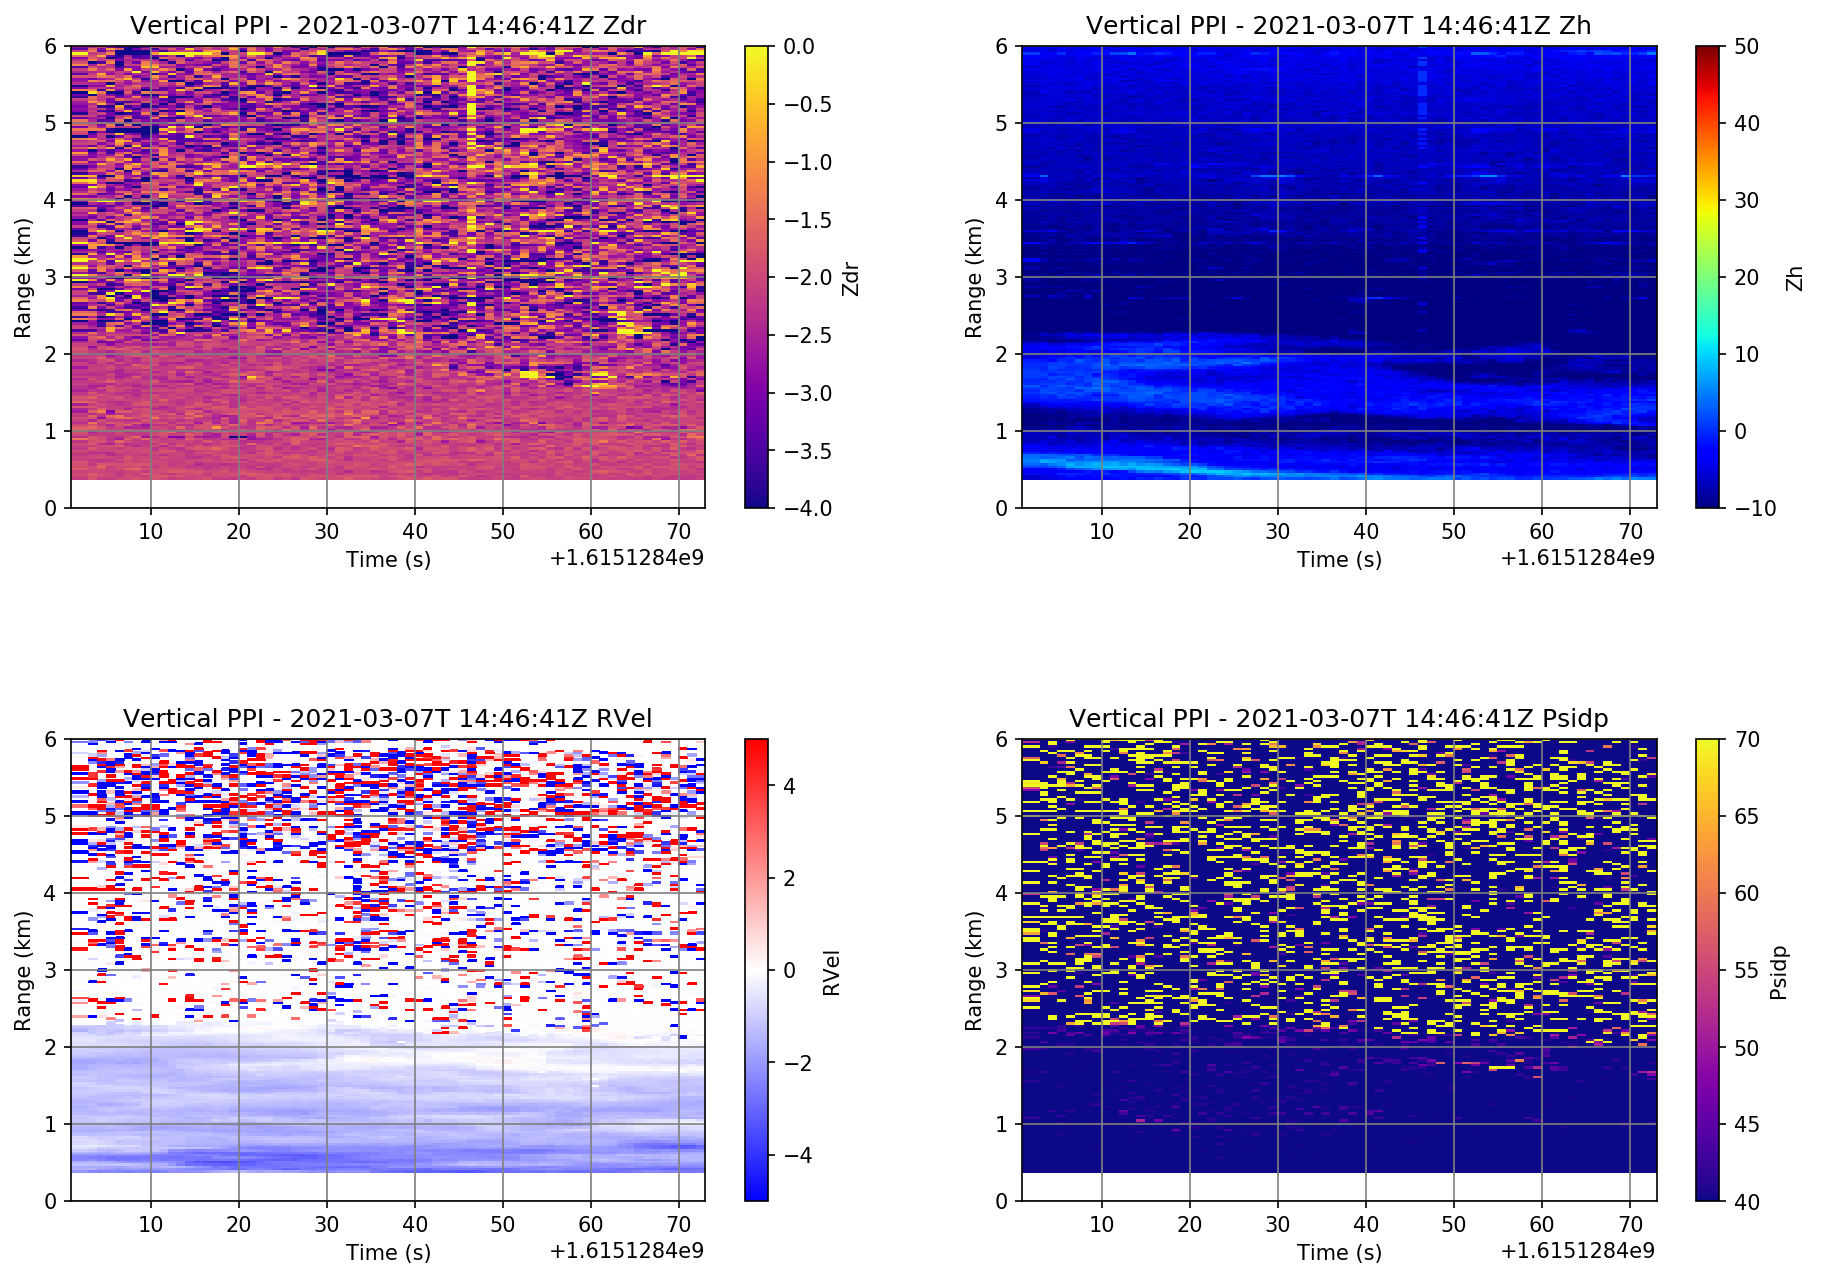 Vertical PPI - 2021-03-07T 14:46:41Z Zdr
6
5
4
3
2
1
0
Range (km)
10 20 30 40 50 60 70
Time (s)
+1.6151284e9
0.0
−0.5
−1.0
−1.5
−2.0
−2.5
−3.0
−3.5
−4.0
Zdr
Vertical PPI - 2021-03-07T 14:46:41Z Zh
6
5
4
3
2
1
0
Range (km)
10 20 30 40 50 60 70
Time (s)
+1.6151284e9
50
40
30
20
10
0
−10
Zh
Vertical PPI - 2021-03-07T 14:46:41Z RVel
6
5
4
3
2
1
0
Range (km)
10 20 30 40 50 60 70
Time (s)
+1.6151284e9
4
2
0
−2
−4
RVel
Vertical PPI - 2021-03-07T 14:46:41Z Psidp
6
5
4
3
2
1
0
Range (km)
10 20 30 40 50 60 70
Time (s)
+1.6151284e9
70
65
60
55
50
45
40
Psidp